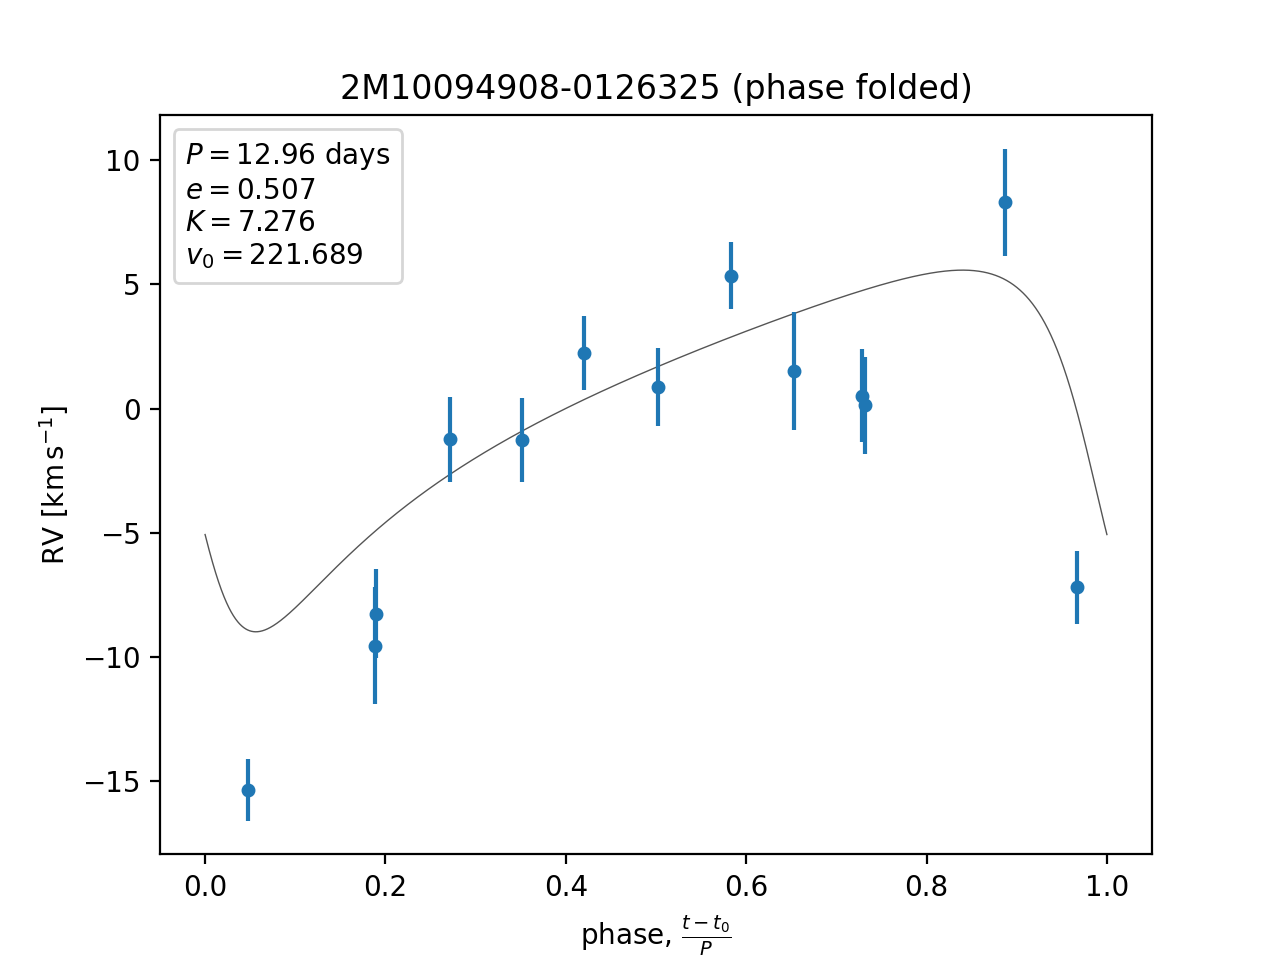 2M10094908-0126325 (phase folded)
P = 12.96 days
e = 0.507
K = 7.276
v₀ = 221.689
10
5
0
−5
−10
−15
RV [km s⁻¹]
0.0 0.2 0.4 0.6 0.8 1.0
phase, (t − t₀)/P